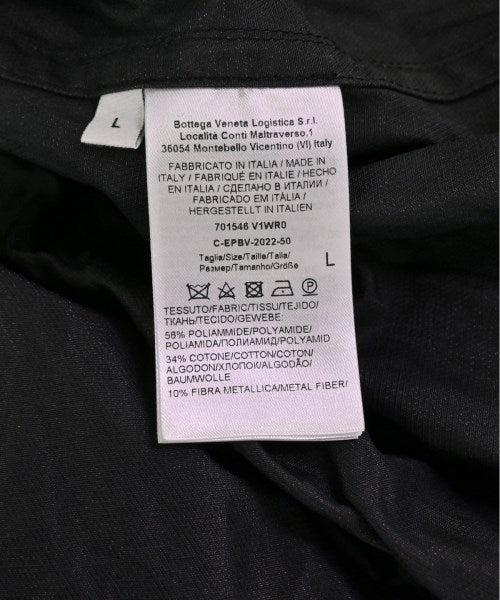 L
Bottega Veneta Logistica S.r.l.
Località Conti Maltraverso,1
36054 Montebello Vicentino (VI) Italy
FABBRICATO IN ITALIA / MADE IN
ITALY / FABRIQUÉ EN ITALIE / HECHO
EN ITALIA / СДЕЛАНО В ИТАЛИИ /
FABRICADO EM ITÁLIA /
HERGESTELLT IN ITALIEN
701546 V1WR0
C-EPBV-2022-50
Taglia/Size/Taille/Talla/
Размер/Tamanho/Größe L
P
TESSUTO/FABRIC/TISSU/TEJIDO/
ТКАНЬ/TECIDO/GEWEBE:
56% POLIAMMIDE/POLYAMIDE/
POLIAMIDA/ПОЛИАМИД/POLYAMID
34% COTONE/COTTON/COTON/
ALGODON/ХЛОПОК/ALGODÃO/
BAUMWOLLE
10% FIBRA METALLICA/METAL FIBER/